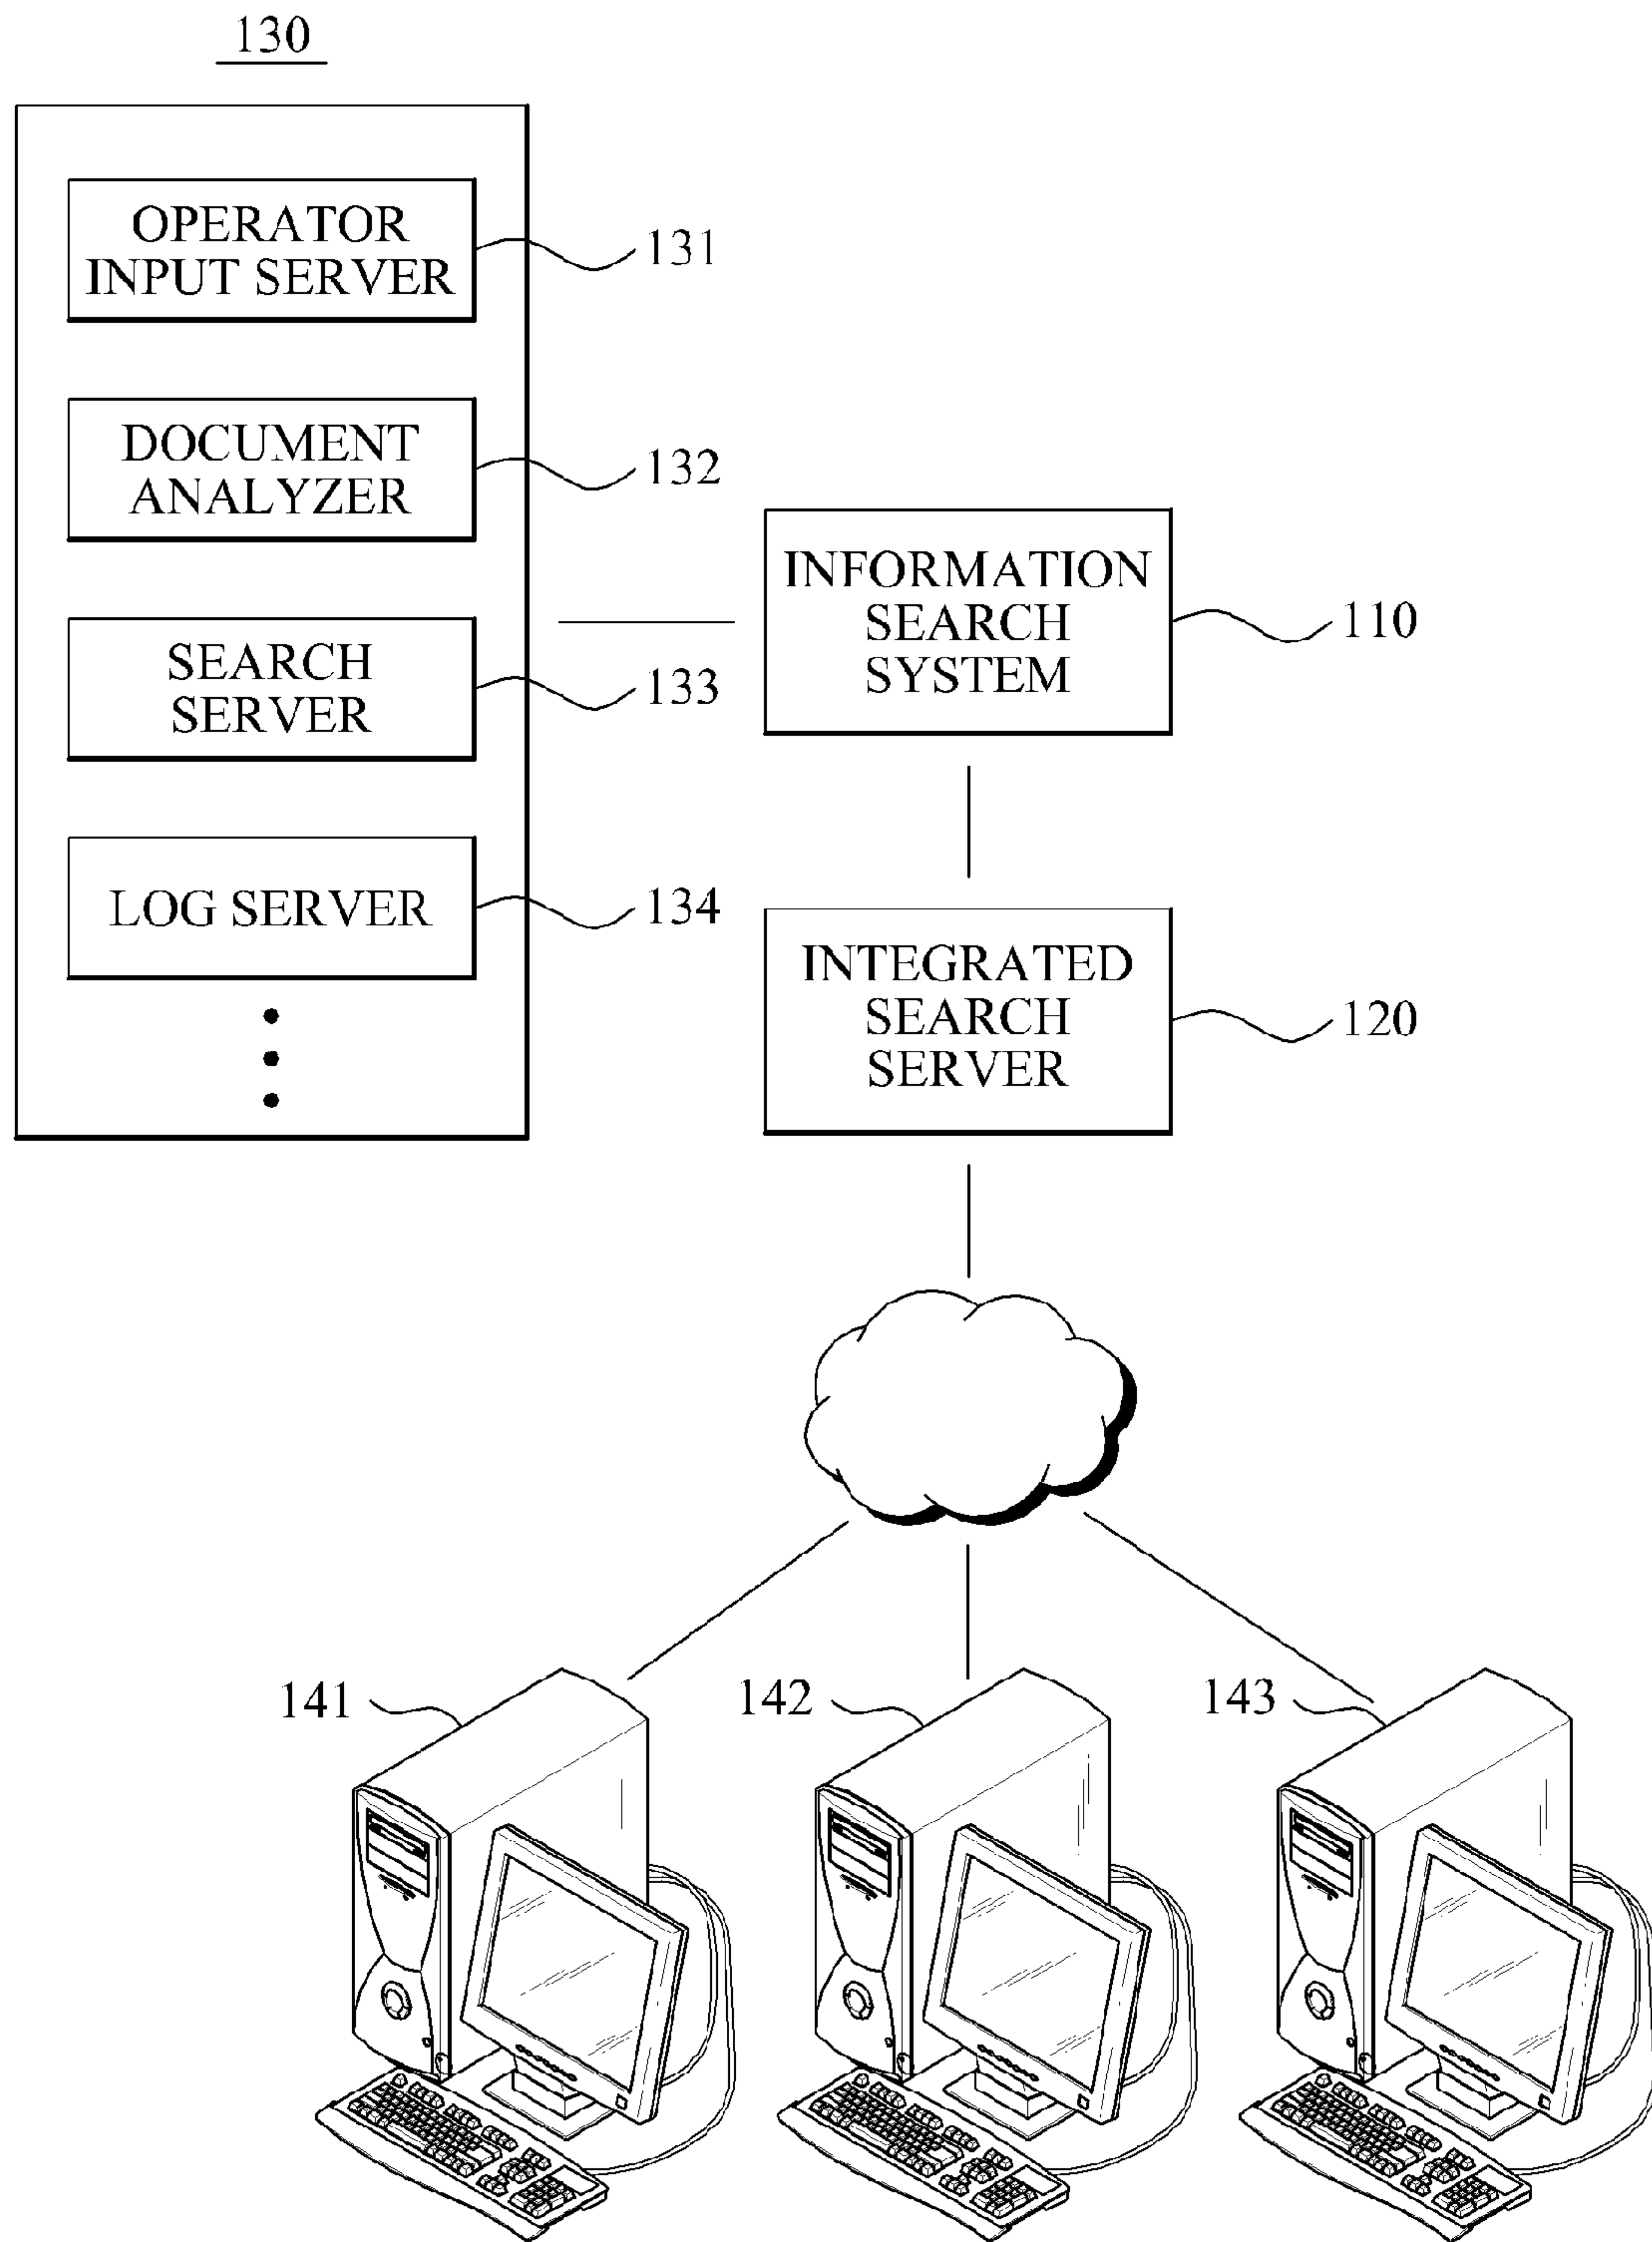 130
OPERATOR
INPUT SERVER
131
DOCUMENT
ANALYZER
132
SEARCH
SERVER
133
LOG SERVER
134
INFORMATION
SEARCH
SYSTEM
110
INTEGRATED
SEARCH
SERVER
120
141
142
143